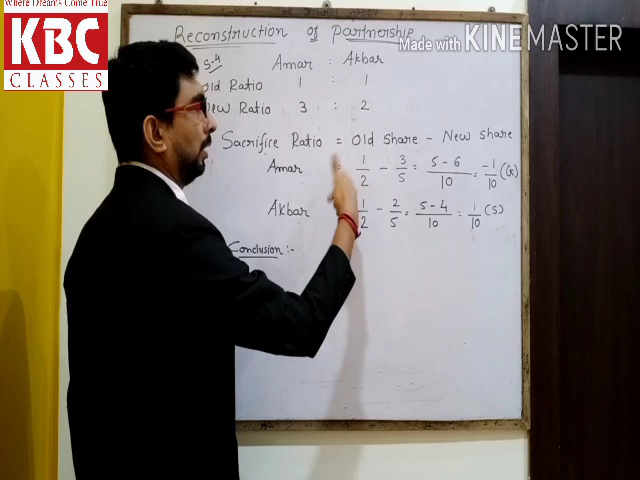 Where Dreams Come True
KBC
CLASSES
Made with KINEMASTER
Reconstruction of Partnership
Amar : Akbar
Old Ratio 1 : 1
New Ratio 3 : 2
Sacrifire Ratio = Old Share - New Share
Amar = 1/2 - 3/5 = 5-6/10 = -1/10
Akbar 1/2 - 2/5 = 5-4/10 = 1/10 (S)
Conclusion :-